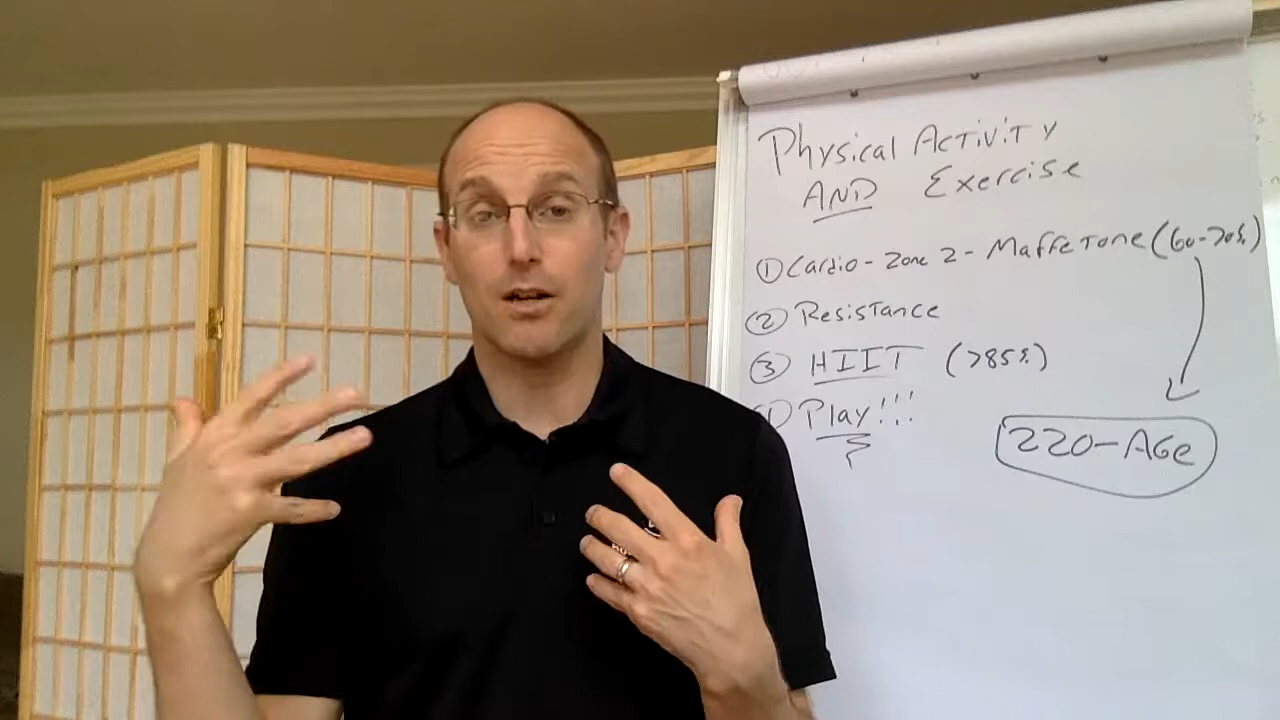 Physical Activity
AND Exercise
① Cardio - Zone 2 - Maffetone (60-70%)
② Resistance
③ HIIT (>85%)
Play!!!
220-Age